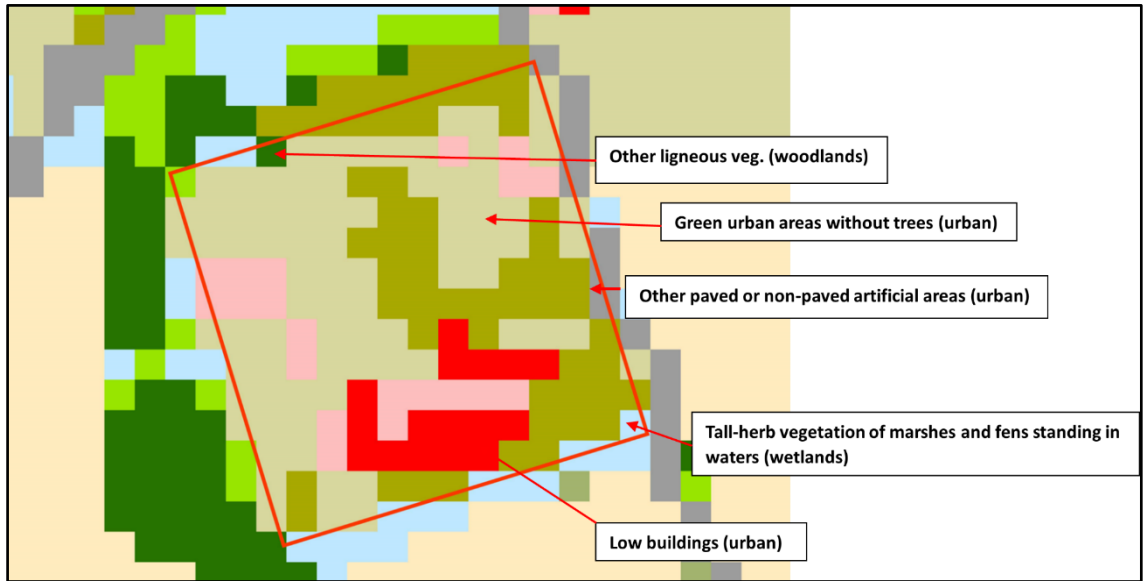 Other ligneous veg. (woodlands)
Green urban areas without trees (urban)
Other paved or non-paved artificial areas (urban)
Tall-herb vegetation of marshes and fens standing in
waters (wetlands)
Low buildings (urban)